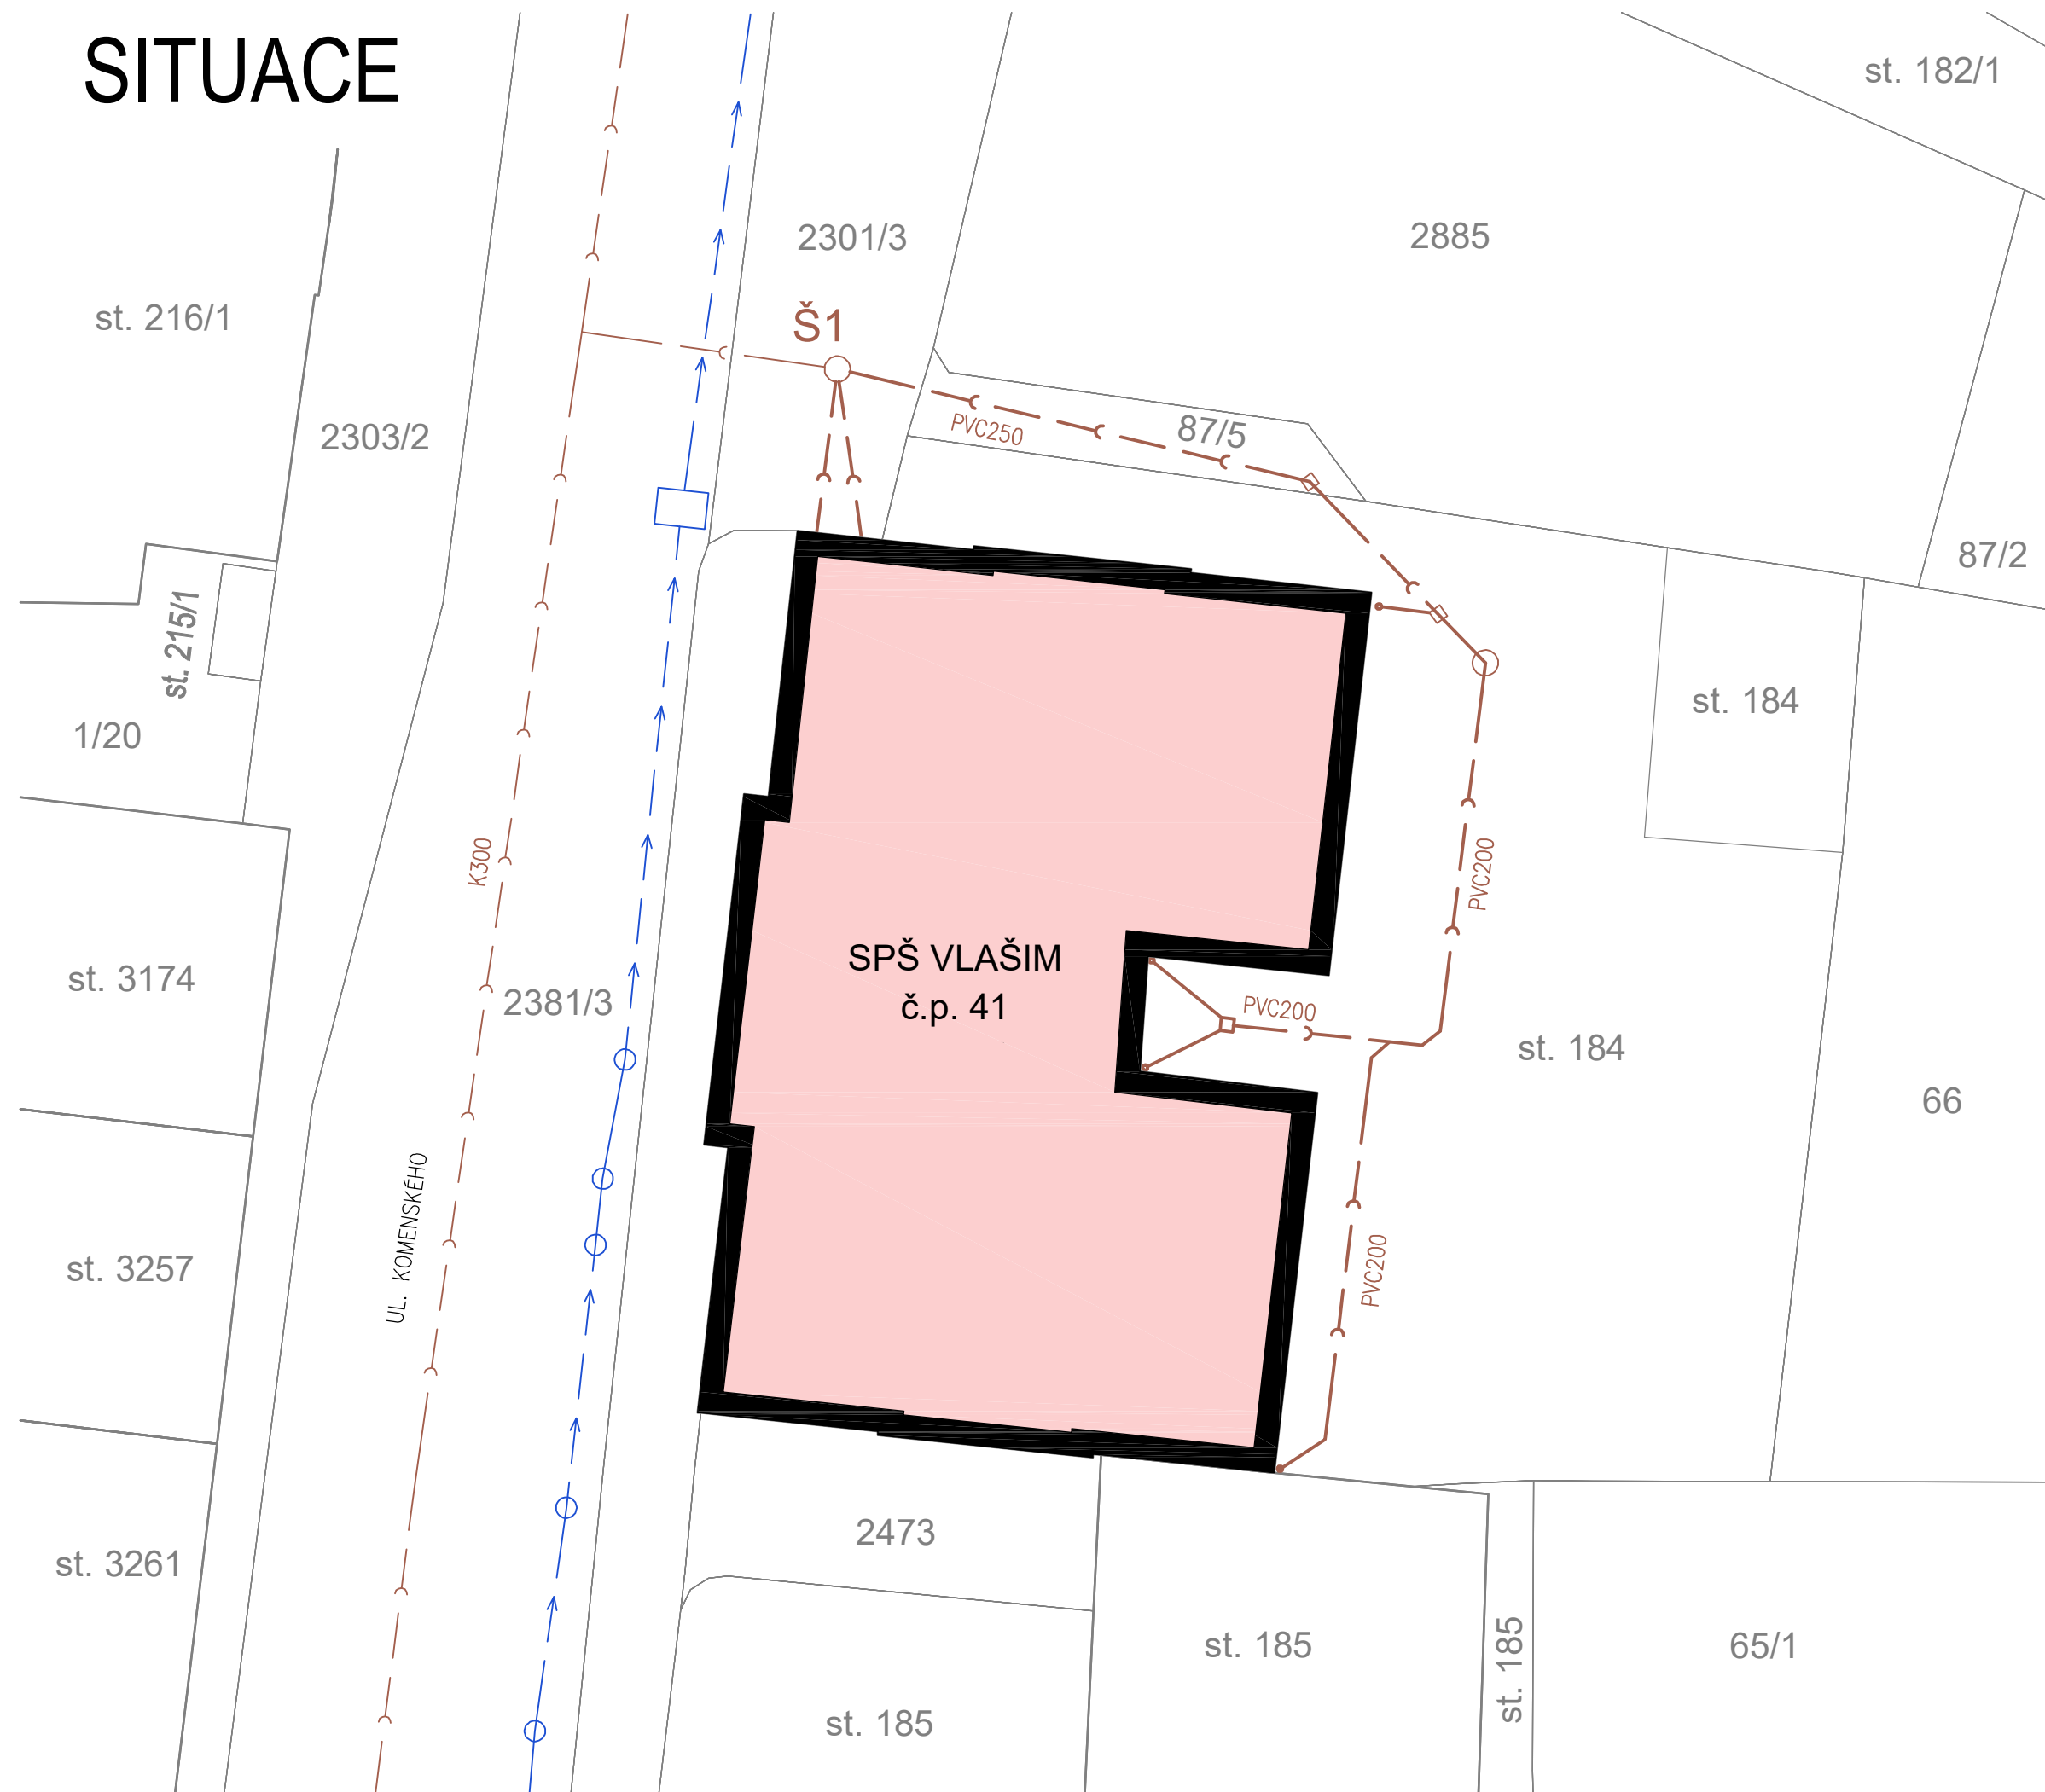 SITUACE
st. 182/1
2301/3
2885
st. 216/1
Š1
2303/2
PVC250
87/5
87/2
st. 215/1
st. 184
1/20
K300
PVC200
SPŠ VLAŠIM
č.p. 41
st. 3174
2381/3
PVC200
st. 184
66
UL. KOMENSKÉHO
st. 3257
PVC200
2473
st. 3261
st. 185
st. 185
65/1
st. 185